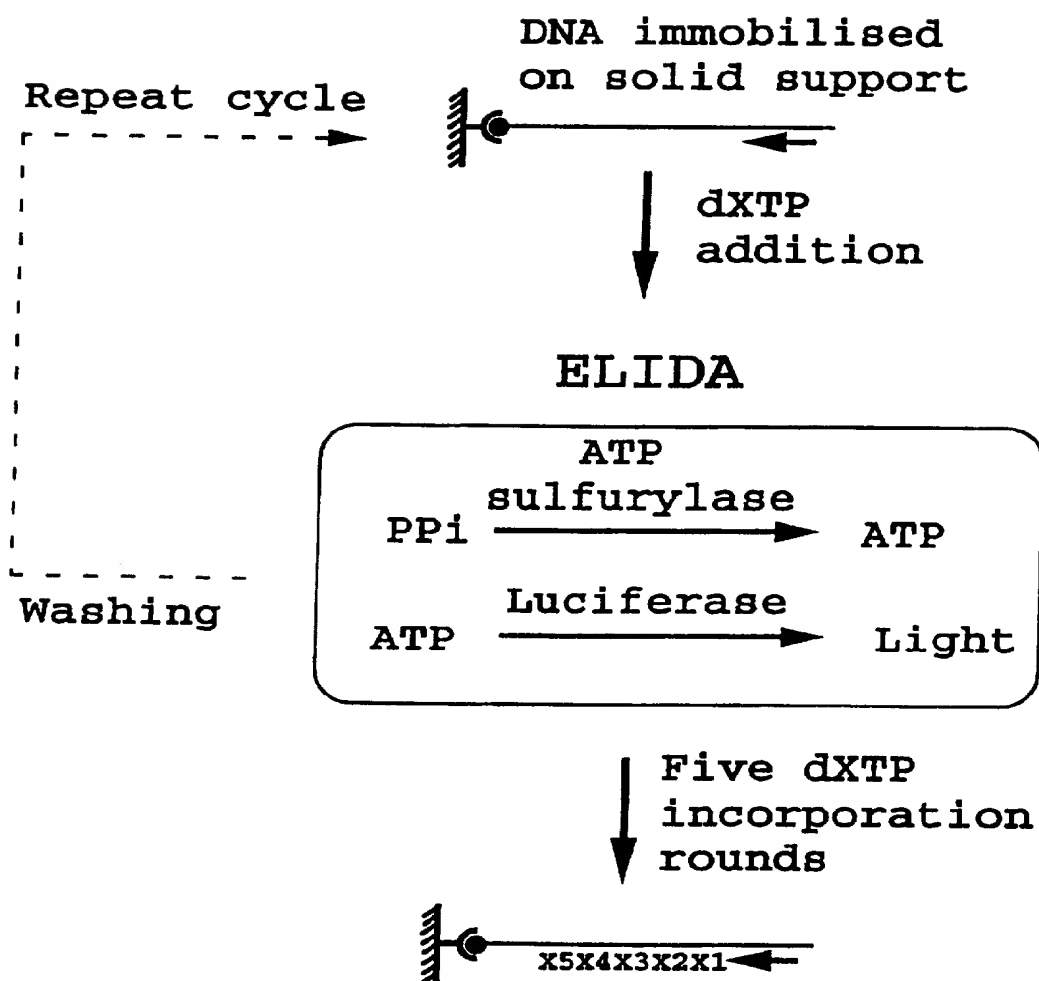 DNA immobilised
on solid support
Repeat cycle
dXTP
addition
ELIDA
ATP
sulfurylase
PPi
ATP
Washing
Luciferase
ATP
Light
Five dXTP
incorporation
rounds
X5X4X3X2X1